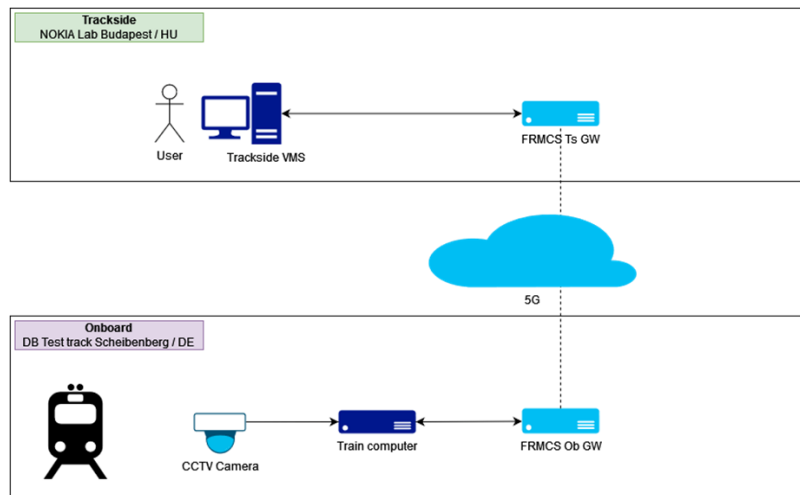 Trackside
NOKIA Lab Budapest / HU
User
Trackside VMS
FRMCS Ts GW
5G
Onboard
DB Test track Scheibenberg / DE
CCTV Camera
Train computer
FRMCS Ob GW